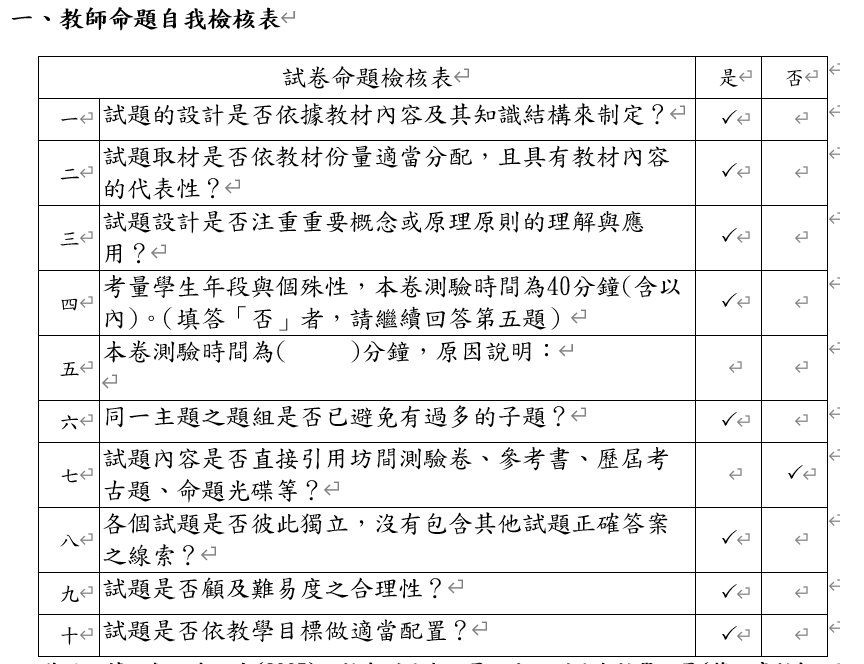 一、教師命題自我檢核表
試卷命題檢核表 是 否
一 試題的設計是否依據教材內容及其知識結構來制定？ ✓
二 試題取材是否依教材份量適當分配，且具有教材內容
的代表性？ ✓
三 試題設計是否注重重要概念或原理原則的理解與應
用？ ✓
四 考量學生年段與個殊性，本卷測驗時間為40分鐘(含以
內)。(填答「否」者，請繼續回答第五題) ✓
五 本卷測驗時間為(      )分鐘，原因說明：
六 同一主題之題組是否已避免有過多的子題？ ✓
七 試題內容是否直接引用坊間測驗卷、參考書、歷屆考
古題、命題光碟等？ ✓
八 各個試題是否彼此獨立，沒有包含其他試題正確答案
之線索？ ✓
九 試題是否顧及難易度之合理性？ ✓
十 試題是否依教學目標做適當配置？ ✓